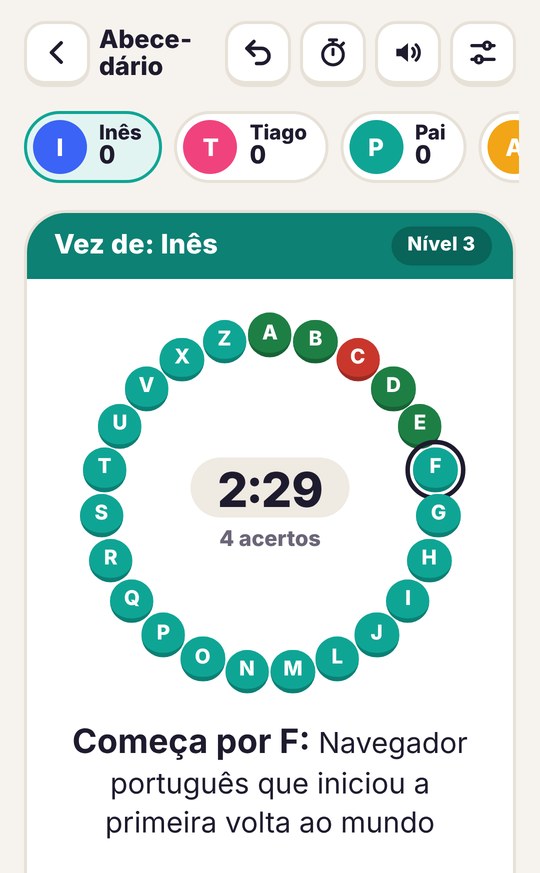 Abece-
dário
I
Inês
0
T
Tiago
0
P
Pai
0
A
Vez de: Inês
Nível 3
A
B
C
D
E
F
G
H
I
J
L
M
N
O
P
Q
R
S
T
U
V
X
Z
2:29
4 acertos
Começa por F: Navegador
português que iniciou a
primeira volta ao mundo